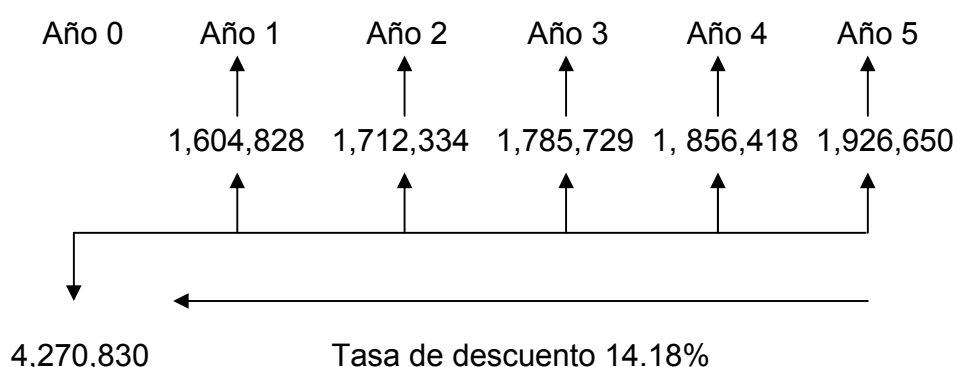 Año 0 Año 1 Año 2 Año 3 Año 4 Año 5
1,604,828 1,712,334 1,785,729 1, 856,418 1,926,650
4,270,830 Tasa de descuento 14.18%